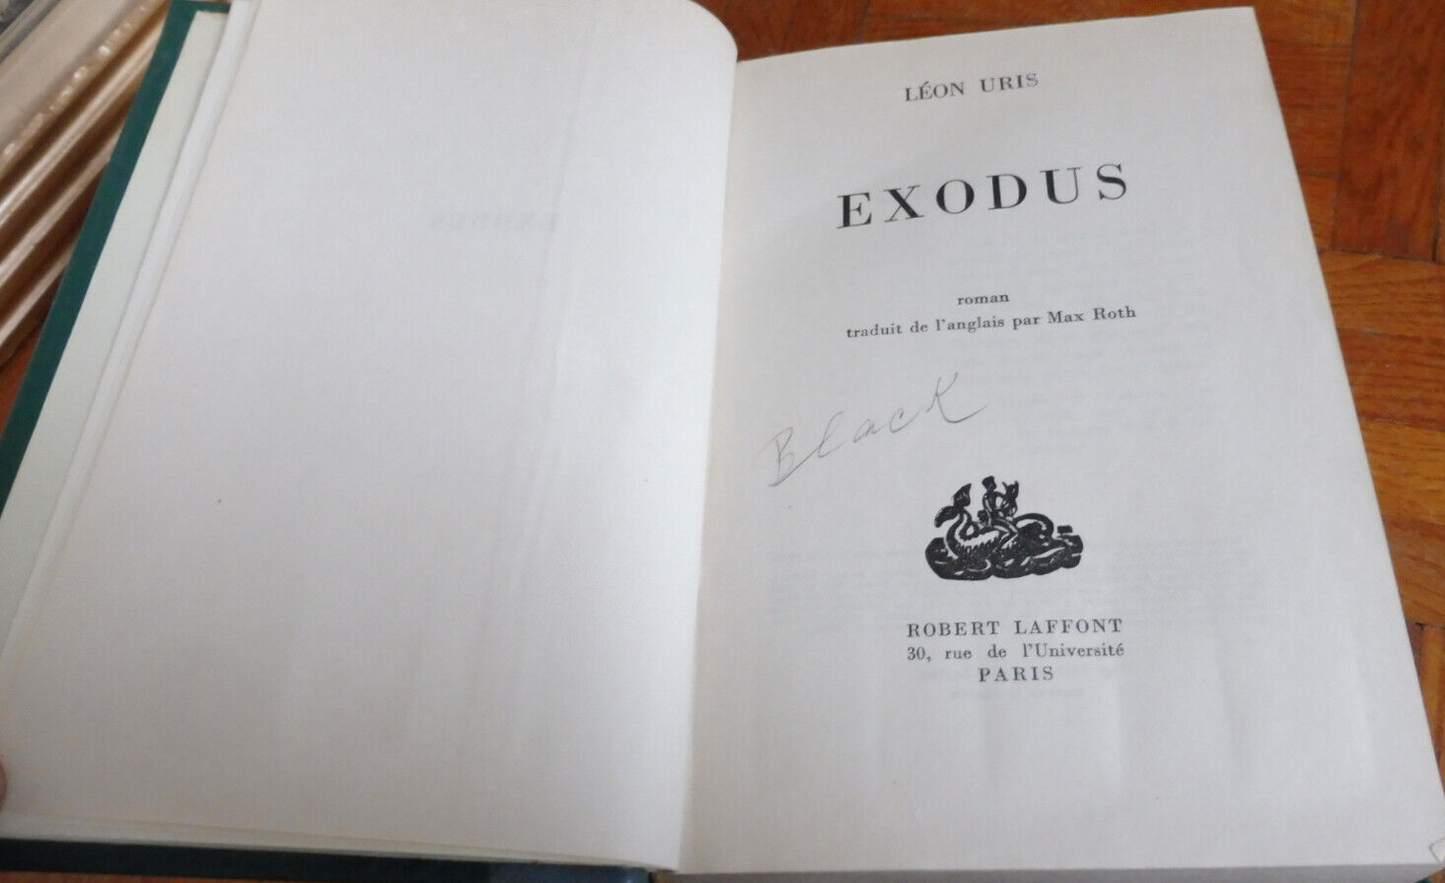 LÉON URIS
EXODUS
roman
traduit de l'anglais par Max Roth
Black
ROBERT LAFFONT
30, rue de l'Université
PARIS